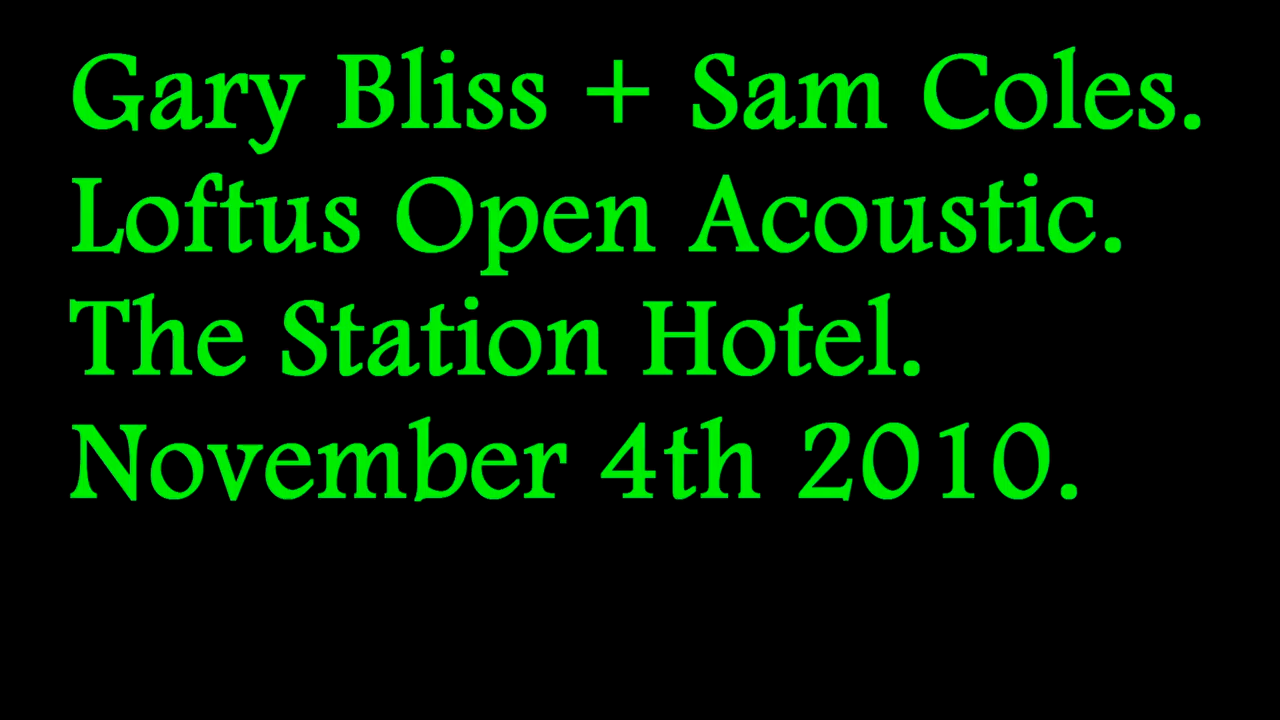 Gary Bliss + Sam Coles.
Loftus Open Acoustic.
The Station Hotel.
November 4th 2010.